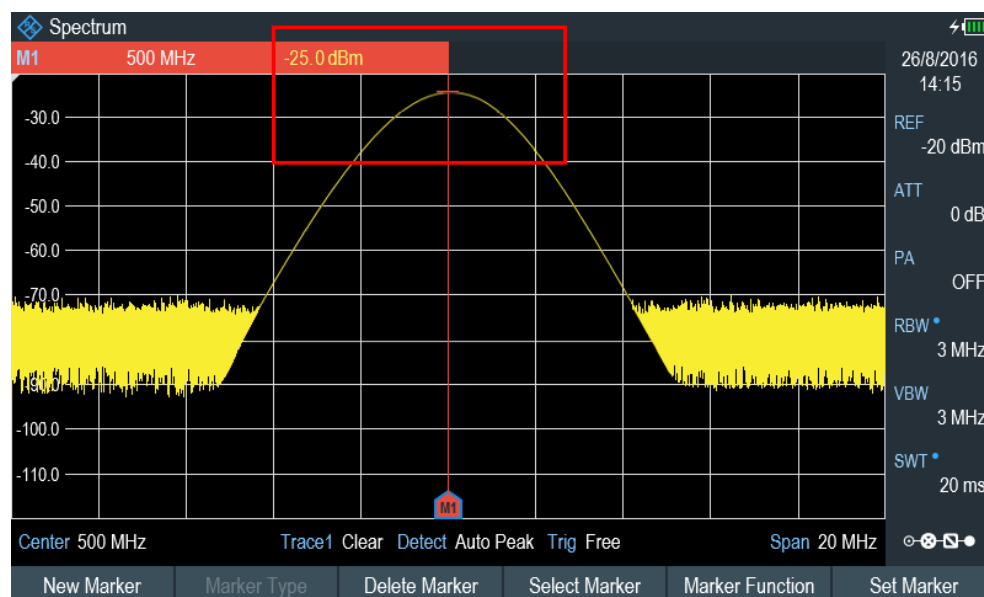 Spectrum
M1 500 MHz -25.0 dBm
26/8/2016
14:15
-30.0
-40.0
-50.0
-60.0
-70.0
-90.0
-100.0
-110.0
REF
-20 dBm
ATT
0 dB
PA
OFF
RBW
3 MHz
VBW
3 MHz
SWT
20 ms
M1
Center 500 MHz Trace1 Clear Detect Auto Peak Trig Free Span 20 MHz
New Marker Marker Type Delete Marker Select Marker Marker Function Set Marker